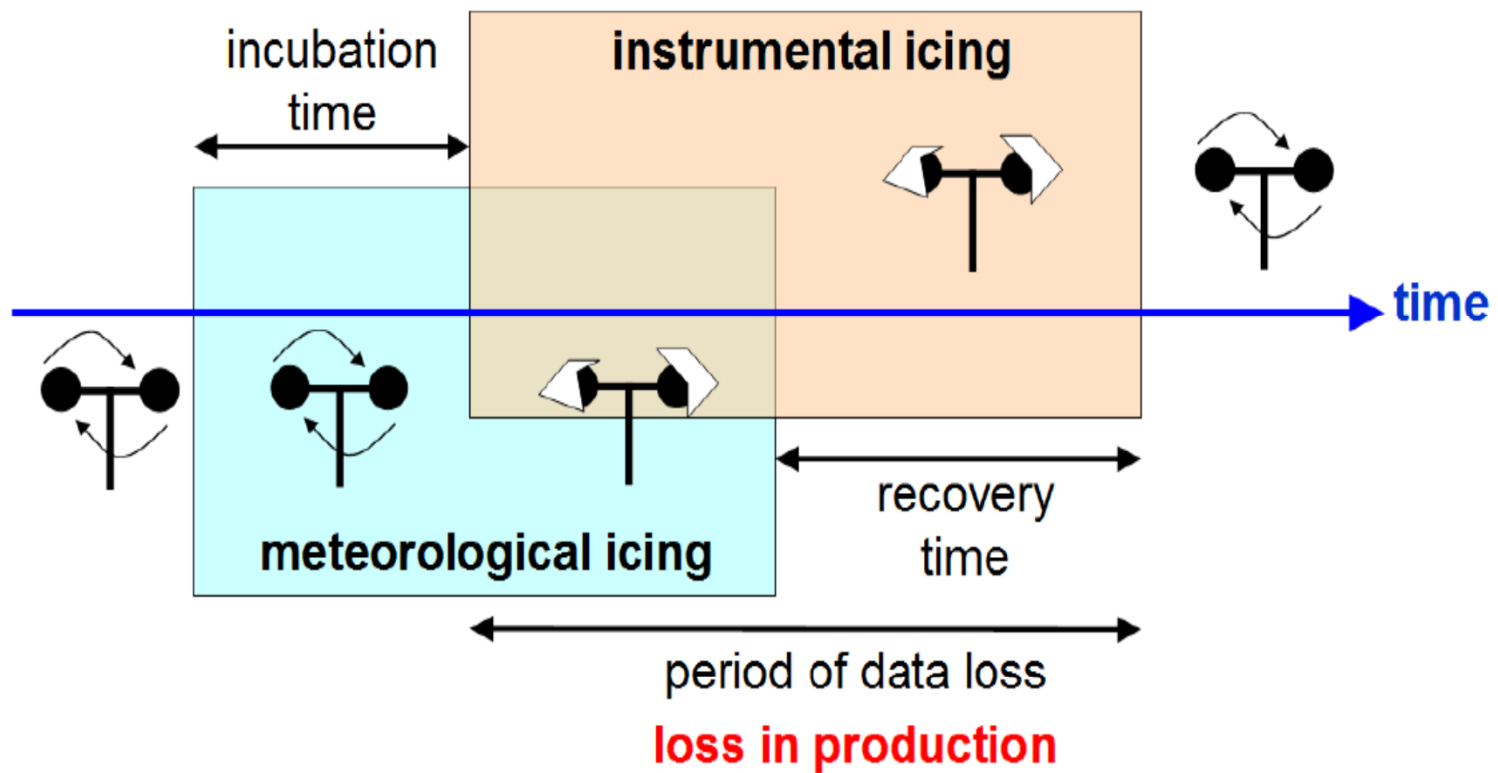 incubation
time
instrumental icing
time
meteorological icing
recovery
time
period of data loss
loss in production